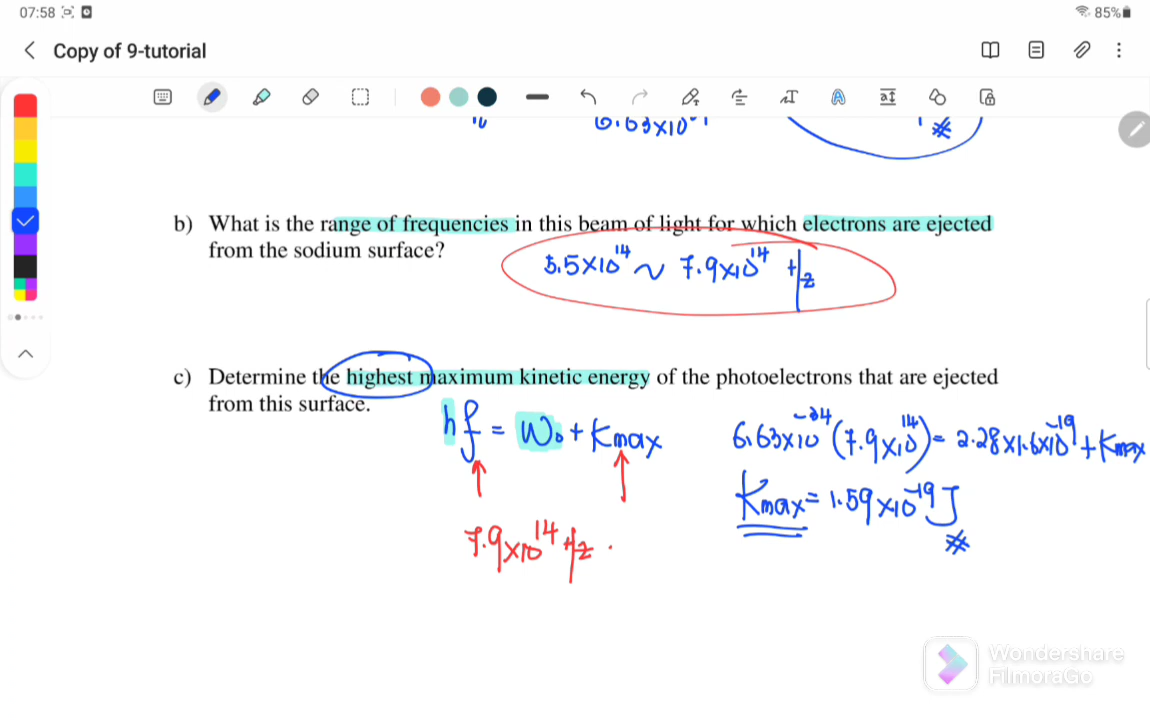 07:58
85%
Copy of 9-tutorial
6.63x10
b) What is the range of frequencies in this beam of light for which electrons are ejected
from the sodium surface?
5.5x10^14 ~ 7.9x10^14 Hz
c) Determine the highest maximum kinetic energy of the photoelectrons that are ejected
from this surface.
hf = W₀ + Kmax
7.9x10^14 Hz.
6.63x10^-34 (7.9x10^14) = 2.28x1.6x10^-19 + Kmax
Kmax = 1.59x10^-19 J
Wondershare
FilmoraGo